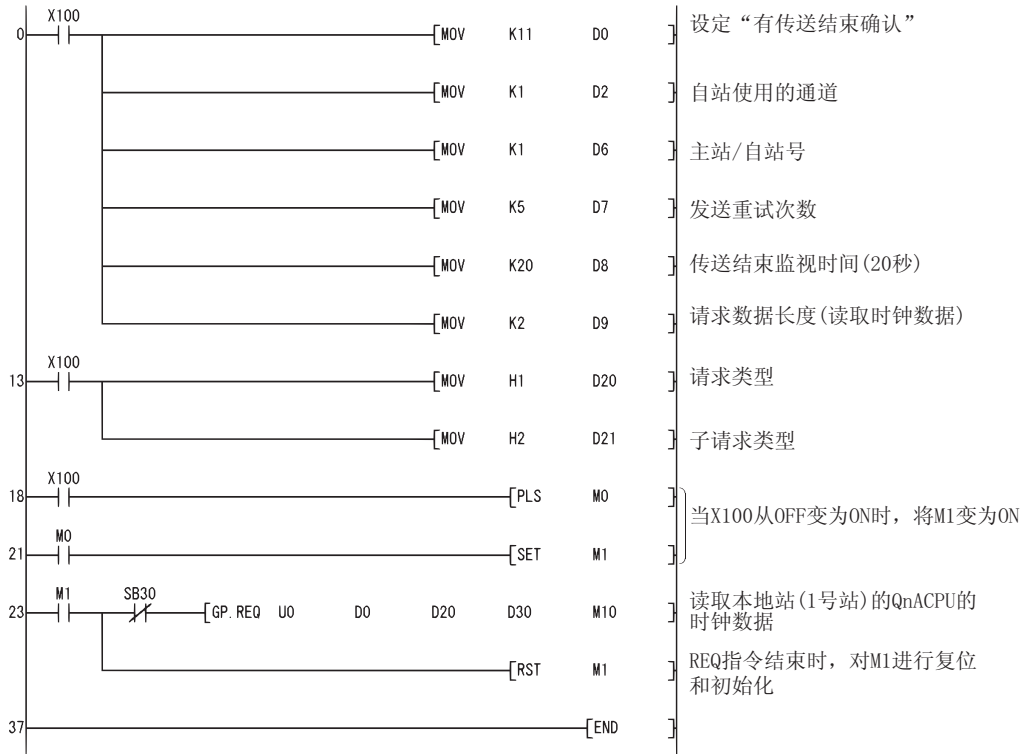 X100
0 [MOV K11 D0 ] 设定“有传送结束确认”
[MOV K1 D2 ] 自站使用的通道
[MOV K1 D6 ] 主站/自站号
[MOV K5 D7 ] 发送重试次数
[MOV K20 D8 ] 传送结束监视时间(20秒)
[MOV K2 D9 ] 请求数据长度(读取时钟数据)
X100
13 [MOV H1 D20 ] 请求类型
[MOV H2 D21 ] 子请求类型
X100
18 [PLS M0 ]
当X100从OFF变为ON时，将M1变为ON
M0
21 [SET M1 ]
M1 SB30
23 [GP.REQ U0 D0 D20 D30 M10 ] 读取本地站(1号站)的QnACPU的
时钟数据
[RST M1 ] REQ指令结束时，对M1进行复位
和初始化
37 [END ]